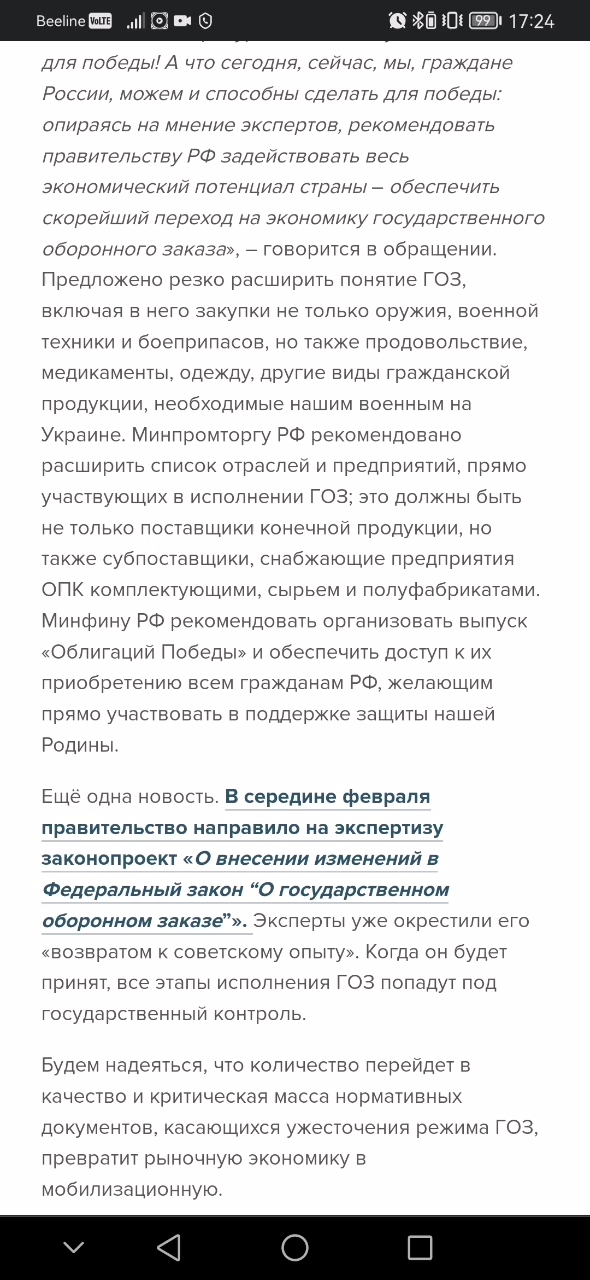 Beeline VoLTE 99 17:24
для победы! А что сегодня, сейчас, мы, граждане
России, можем и способны сделать для победы:
опираясь на мнение экспертов, рекомендовать
правительству РФ задействовать весь
экономический потенциал страны – обеспечить
скорейший переход на экономику государственного
оборонного заказа», – говорится в обращении.
Предложено резко расширить понятие ГОЗ,
включая в него закупки не только оружия, военной
техники и боеприпасов, но также продовольствие,
медикаменты, одежду, другие виды гражданской
продукции, необходимые нашим военным на
Украине. Минпромторгу РФ рекомендовано
расширить список отраслей и предприятий, прямо
участвующих в исполнении ГОЗ; это должны быть
не только поставщики конечной продукции, но
также субпоставщики, снабжающие предприятия
ОПК комплектующими, сырьем и полуфабрикатами.
Минфину РФ рекомендовать организовать выпуск
«Облигаций Победы» и обеспечить доступ к их
приобретению всем гражданам РФ, желающим
прямо участвовать в поддержке защиты нашей
Родины.
Ещё одна новость. В середине февраля
правительство направило на экспертизу
законопроект «О внесении изменений в
Федеральный закон “О государственном
оборонном заказе”». Эксперты уже окрестили его
«возвратом к советскому опыту». Когда он будет
принят, все этапы исполнения ГОЗ попадут под
государственный контроль.
Будем надеяться, что количество перейдет в
качество и критическая масса нормативных
документов, касающихся ужесточения режима ГОЗ,
превратит рыночную экономику в
мобилизационную.